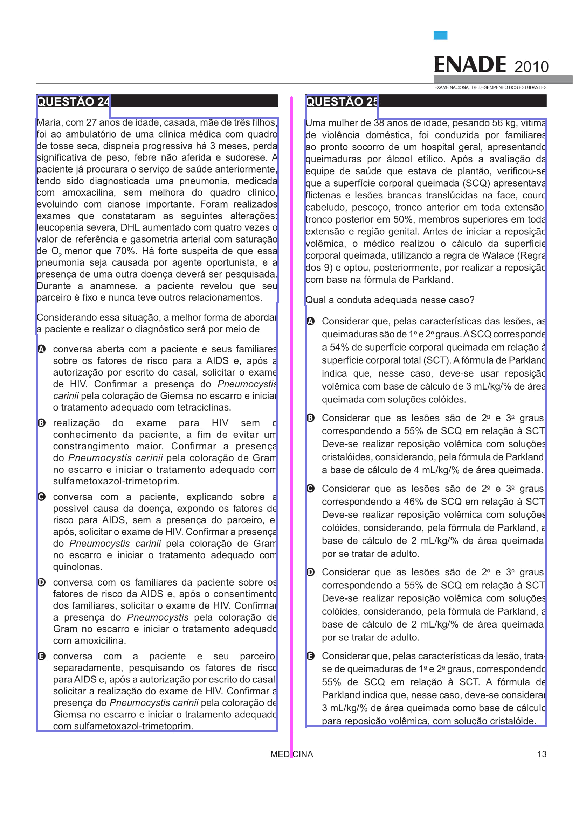 ENADE 2010
EXAME NACIONAL DE DESEMPENHO DOS ESTUDANTES
QUESTÃO 24
Maria, com 27 anos de idade, casada, mãe de três filhos,
foi ao ambulatório de uma clínica médica com quadro
de tosse seca, dispneia progressiva há 3 meses, perda
significativa de peso, febre não aferida e sudorese. A
paciente já procurara o serviço de saúde anteriormente,
tendo sido diagnosticada uma pneumonia, medicada
com amoxacilina, sem melhora do quadro clínico,
evoluindo com cianose importante. Foram realizados
exames que constataram as seguintes alterações:
leucopenia severa, DHL aumentado com quatro vezes o
valor de referência e gasometria arterial com saturação
de O2 menor que 70%. Há forte suspeita de que essa
pneumonia seja causada por agente oportunista, e a
presença de uma outra doença deverá ser pesquisada.
Durante a anamnese, a paciente revelou que seu
parceiro é fixo e nunca teve outros relacionamentos.
Considerando essa situação, a melhor forma de abordar
a paciente e realizar o diagnóstico será por meio de
A conversa aberta com a paciente e seus familiares
sobre os fatores de risco para a AIDS e, após a
autorização por escrito do casal, solicitar o exame
de HIV. Confirmar a presença do Pneumocystis
carinii pela coloração de Giemsa no escarro e iniciar
o tratamento adequado com tetraciclinas.
B realização do exame para HIV sem o
conhecimento da paciente, a fim de evitar um
constrangimento maior. Confirmar a presença
do Pneumocystis carinii pela coloração de Gram
no escarro e iniciar o tratamento adequado com
sulfametoxazol-trimetoprim.
C conversa com a paciente, explicando sobre a
possível causa da doença, expondo os fatores de
risco para AIDS, sem a presença do parceiro, e,
após, solicitar o exame de HIV. Confirmar a presença
do Pneumocystis carinii pela coloração de Gram
no escarro e iniciar o tratamento adequado com
quinolonas.
D conversa com os familiares da paciente sobre os
fatores de risco da AIDS e, após o consentimento
dos familiares, solicitar o exame de HIV. Confirmar
a presença do Pneumocystis pela coloração de
Gram no escarro e iniciar o tratamento adequado
com amoxicilina.
E conversa com a paciente e seu parceiro,
separadamente, pesquisando os fatores de risco
para AIDS e, após a autorização por escrito do casal,
solicitar a realização do exame de HIV. Confirmar a
presença do Pneumocystis carinii pela coloração de
Giemsa no escarro e iniciar o tratamento adequado
com sulfametoxazol-trimetoprim.
QUESTÃO 25
Uma mulher de 38 anos de idade, pesando 56 kg, vítima
de violência doméstica, foi conduzida por familiares
ao pronto socorro de um hospital geral, apresentando
queimaduras por álcool etílico. Após a avaliação da
equipe de saúde que estava de plantão, verificou-se
que a superfície corporal queimada (SCQ) apresentava
flictenas e lesões brancas translúcidas na face, couro
cabeludo, pescoço, tronco anterior em toda extensão,
tronco posterior em 50%, membros superiores em toda
extensão e região genital. Antes de iniciar a reposição
volêmica, o médico realizou o cálculo da superfície
corporal queimada, utilizando a regra de Walace (Regra
dos 9) e optou, posteriormente, por realizar a reposição
com base na fórmula de Parkland.
Qual a conduta adequada nesse caso?
A Considerar que, pelas características das lesões, as
queimaduras são de 1º e 2º graus. A SCQ corresponde
a 54% de superfície corporal queimada em relação à
superfície corporal total (SCT). A fórmula de Parkland
indica que, nesse caso, deve-se usar reposição
volêmica com base de cálculo de 3 mL/kg/% de área
queimada com soluções colóides.
B Considerar que as lesões são de 2º e 3º graus,
correspondendo a 55% de SCQ em relação à SCT.
Deve-se realizar reposição volêmica com soluções
cristalóides, considerando, pela fórmula de Parkland,
a base de cálculo de 4 mL/kg/% de área queimada.
C Considerar que as lesões são de 2º e 3º graus,
correspondendo a 46% de SCQ em relação à SCT.
Deve-se realizar reposição volêmica com soluções
colóides, considerando, pela fórmula de Parkland, a
base de cálculo de 2 mL/kg/% de área queimada,
por se tratar de adulto.
D Considerar que as lesões são de 2º e 3º graus,
correspondendo a 55% de SCQ em relação à SCT.
Deve-se realizar reposição volêmica com soluções
colóides, considerando, pela fórmula de Parkland, a
base de cálculo de 2 mL/kg/% de área queimada,
por se tratar de adulto.
E Considerar que, pelas características da lesão, trata-
se de queimaduras de 1º e 2º graus, correspondendo
55% de SCQ em relação à SCT. A fórmula de
Parkland indica que, nesse caso, deve-se considerar
3 mL/kg/% de área queimada como base de cálculo
para reposição volêmica, com solução cristalóide.
MEDICINA
13